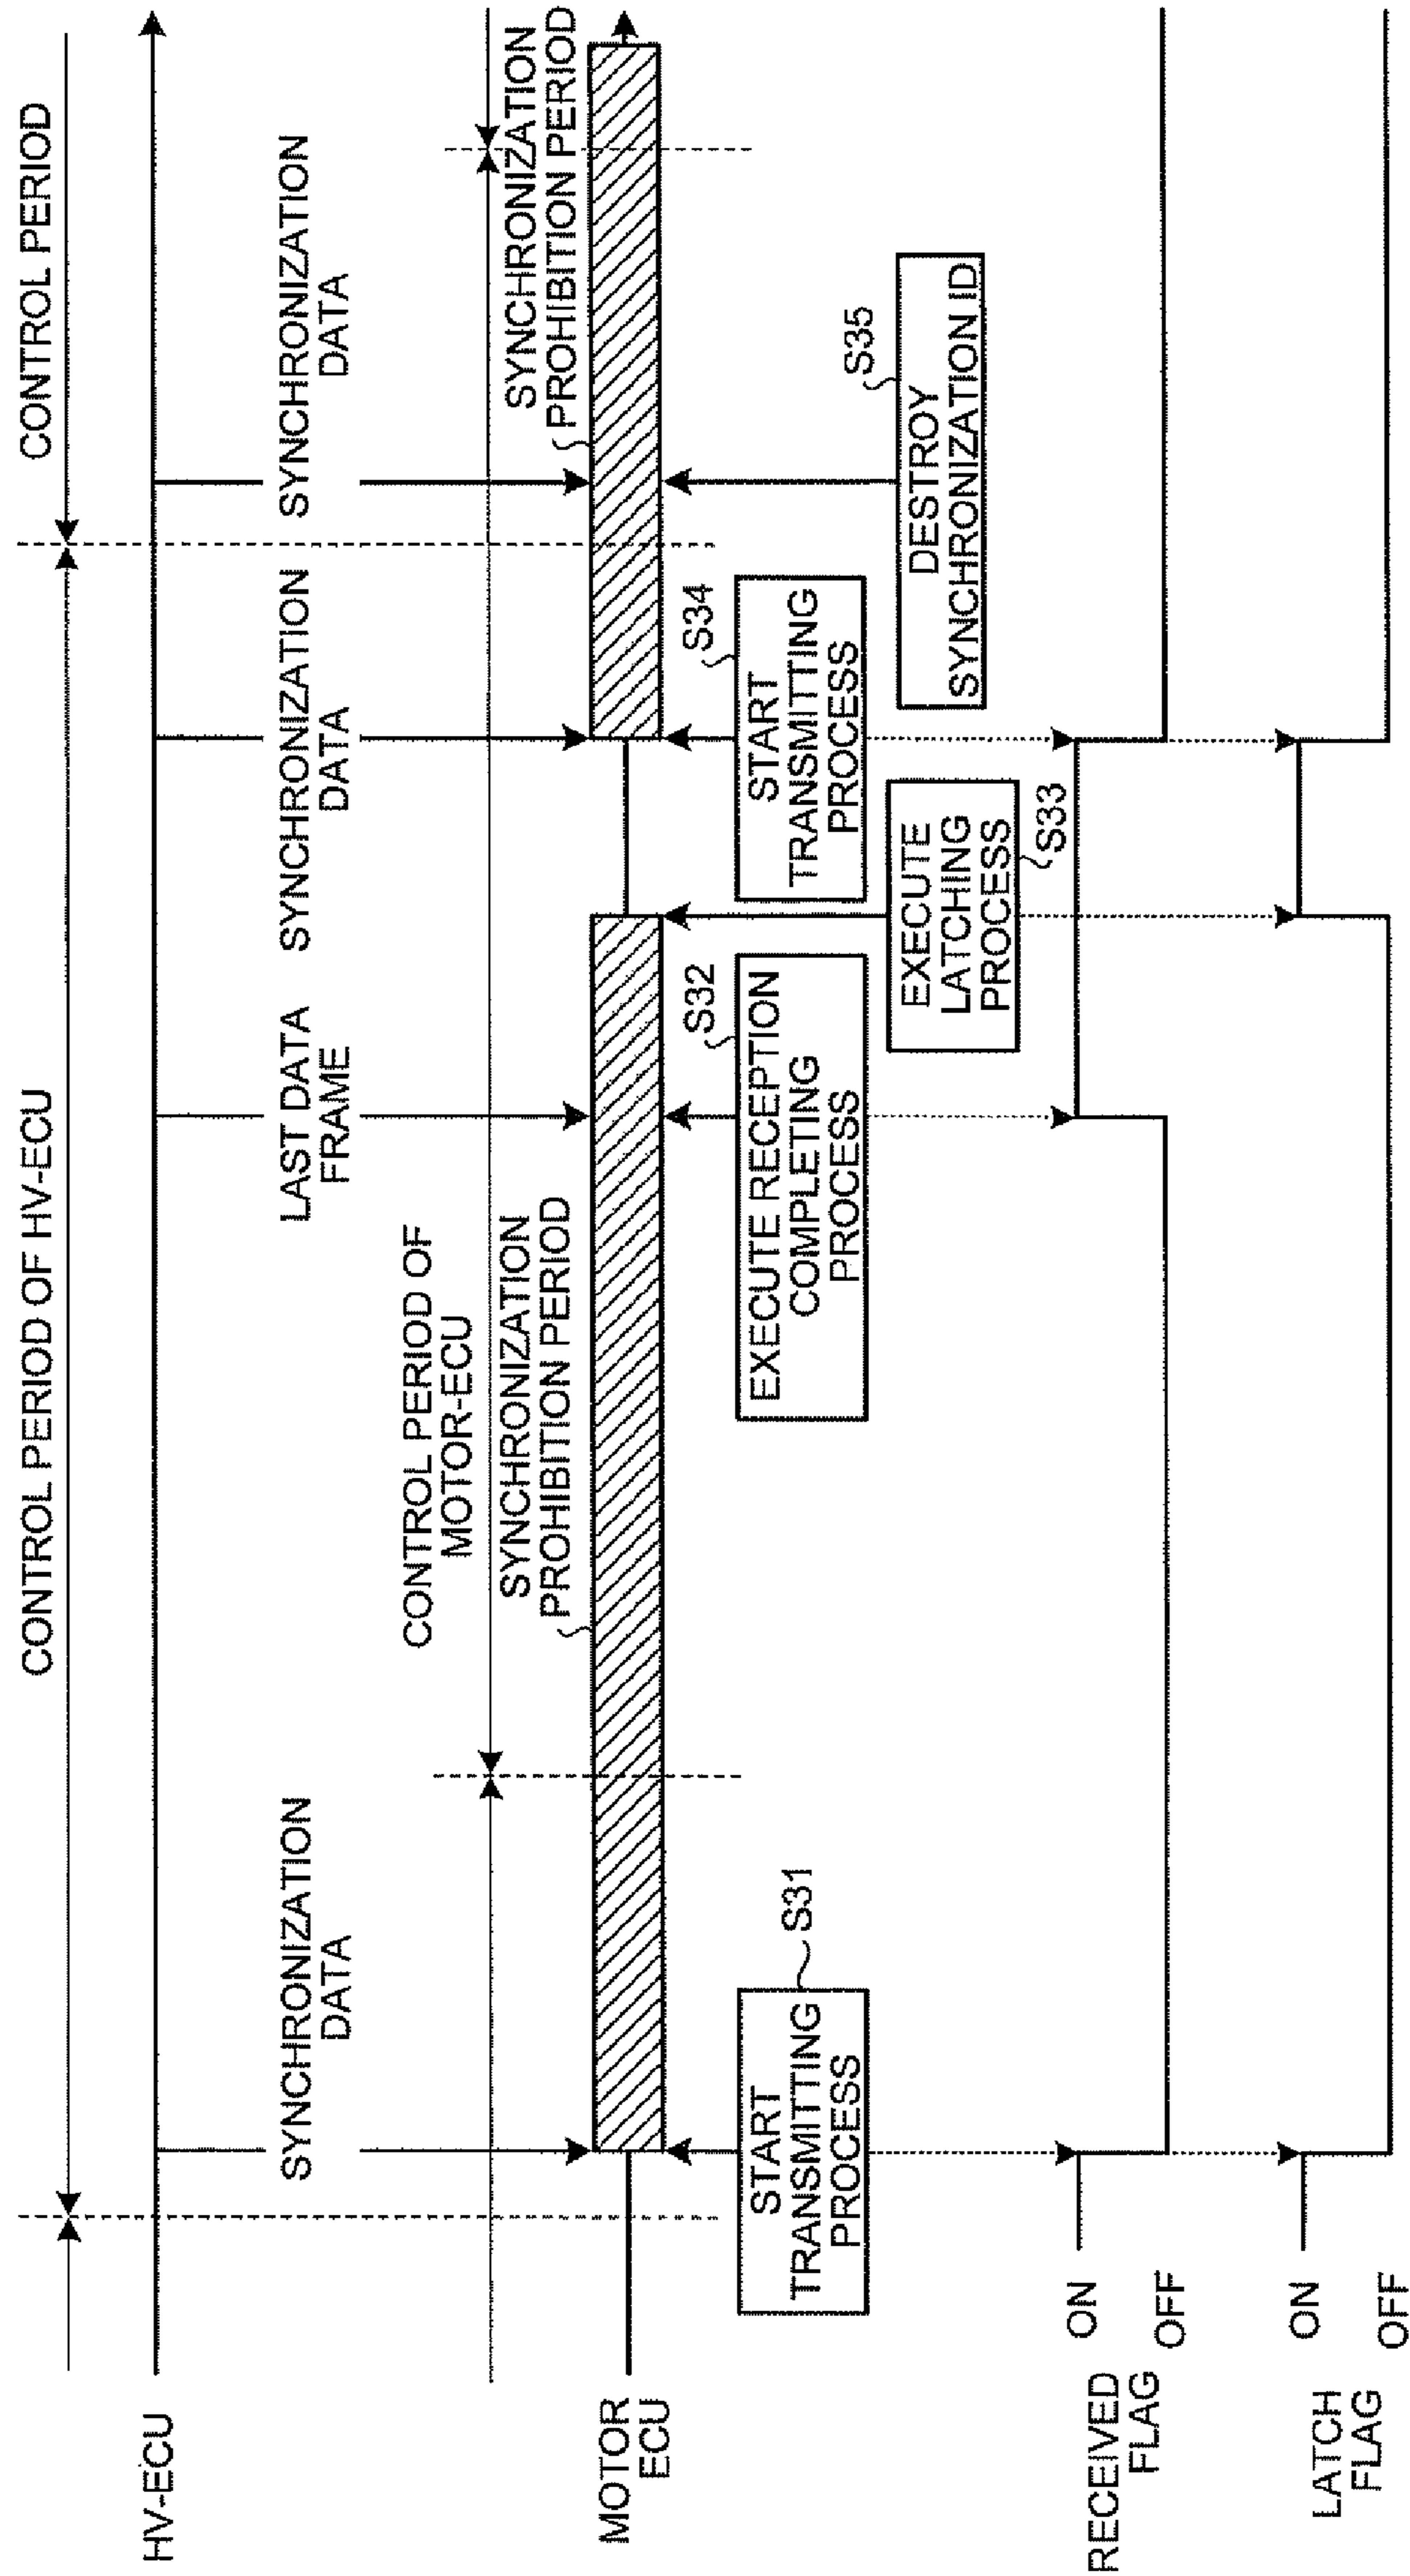 CONTROL PERIOD OF HV-ECU
CONTROL PERIOD
HV-ECU
SYNCHRONIZATION
DATA
LAST DATA
FRAME
SYNCHRONIZATION
DATA
SYNCHRONIZATION
DATA
CONTROL PERIOD OF
MOTOR-ECU
SYNCHRONIZATION
PROHIBITION PERIOD
SYNCHRONIZATION
PROHIBITION PERIOD
MOTOR
ECU
START
TRANSMITTING
PROCESS
S31
EXECUTE RECEPTION
COMPLETING
PROCESS
S32
START
TRANSMITTING
PROCESS
S34
EXECUTE
LATCHING
PROCESS
S33
DESTROY
SYNCHRONIZATION ID
S35
RECEIVED
FLAG
ON
OFF
LATCH
FLAG
ON
OFF